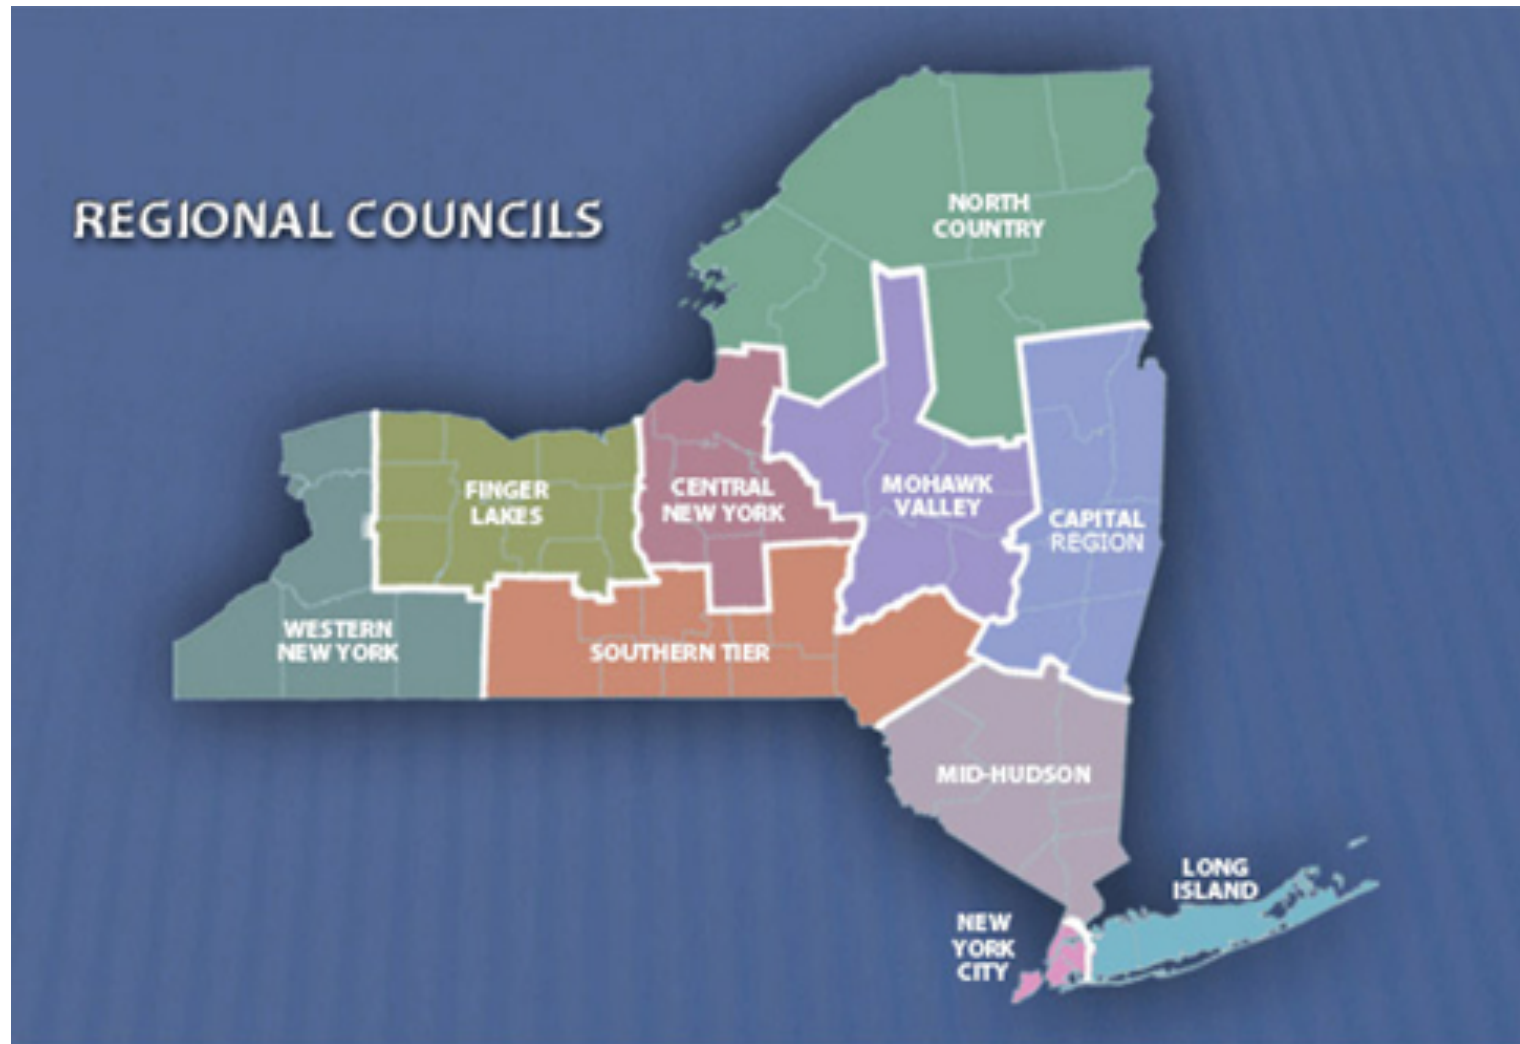 REGIONAL COUNCILS
NORTH
COUNTRY
FINGER
LAKES
CENTRAL
NEW YORK
MOHAWK
VALLEY
CAPITAL
REGION
WESTERN
NEW YORK
SOUTHERN TIER
MID-HUDSON
LONG
ISLAND
NEW
YORK
CITY